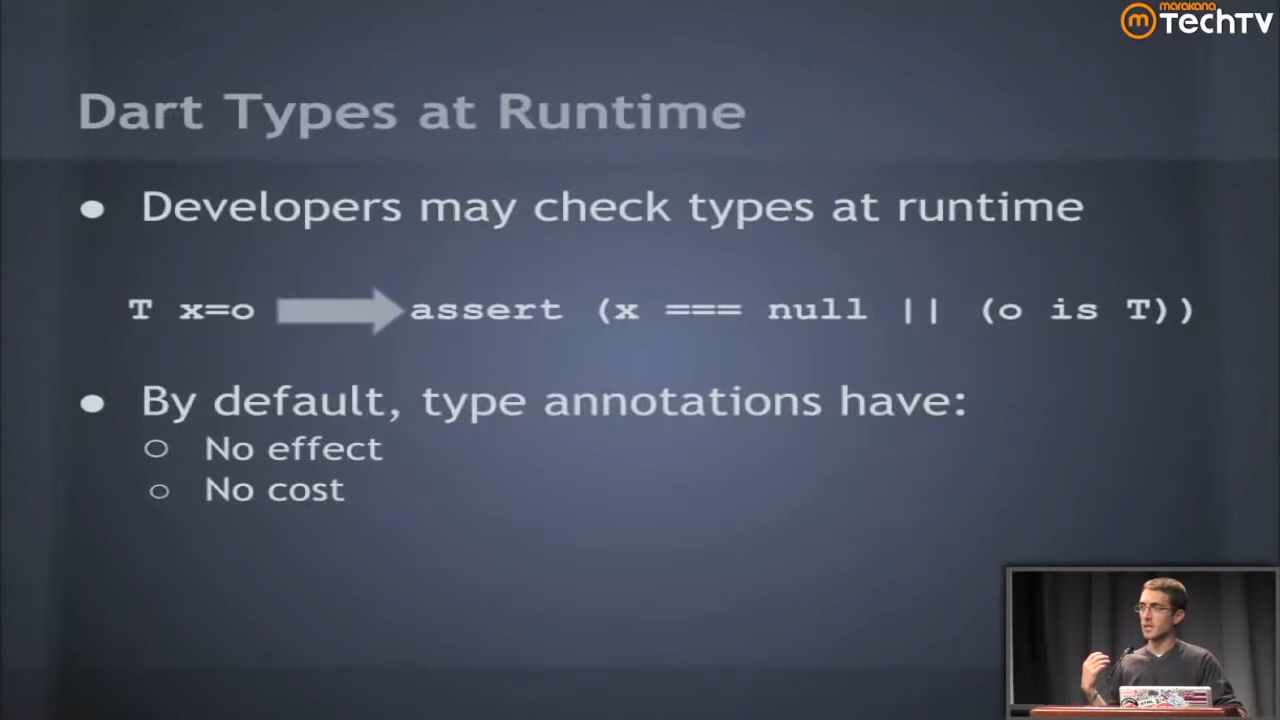 marakana
TechTV
Dart Types at Runtime
● Developers may check types at runtime
T x=o assert (x === null || (o is T))
● By default, type annotations have:
○ No effect
○ No cost
HTML